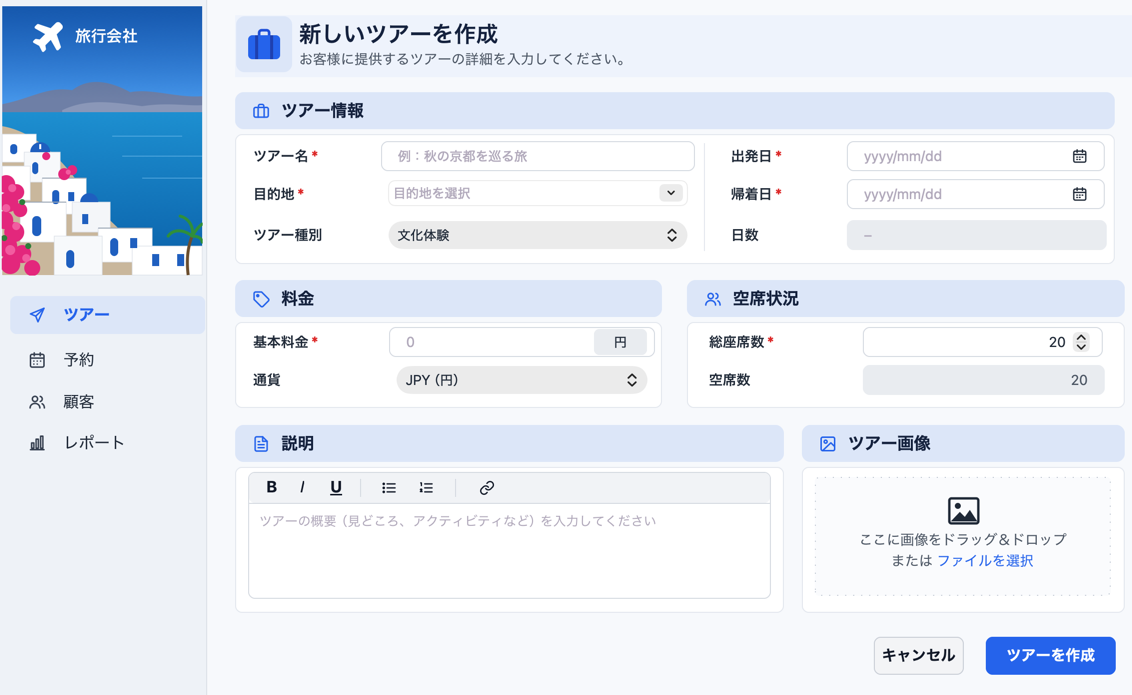 旅行会社
ツアー
予約
顧客
レポート
新しいツアーを作成
お客様に提供するツアーの詳細を入力してください。
ツアー情報
ツアー名*
例：秋の京都を巡る旅
目的地*
目的地を選択
ツアー種別
文化体験
出発日*
yyyy/mm/dd
帰着日*
yyyy/mm/dd
日数
–
料金
基本料金*
0
円
通貨
JPY (円)
空席状況
総座席数*
20
空席数
20
説明
B I U
ツアーの概要（見どころ、アクティビティなど）を入力してください
ツアー画像
ここに画像をドラッグ＆ドロップ
または ファイルを選択
キャンセル
ツアーを作成